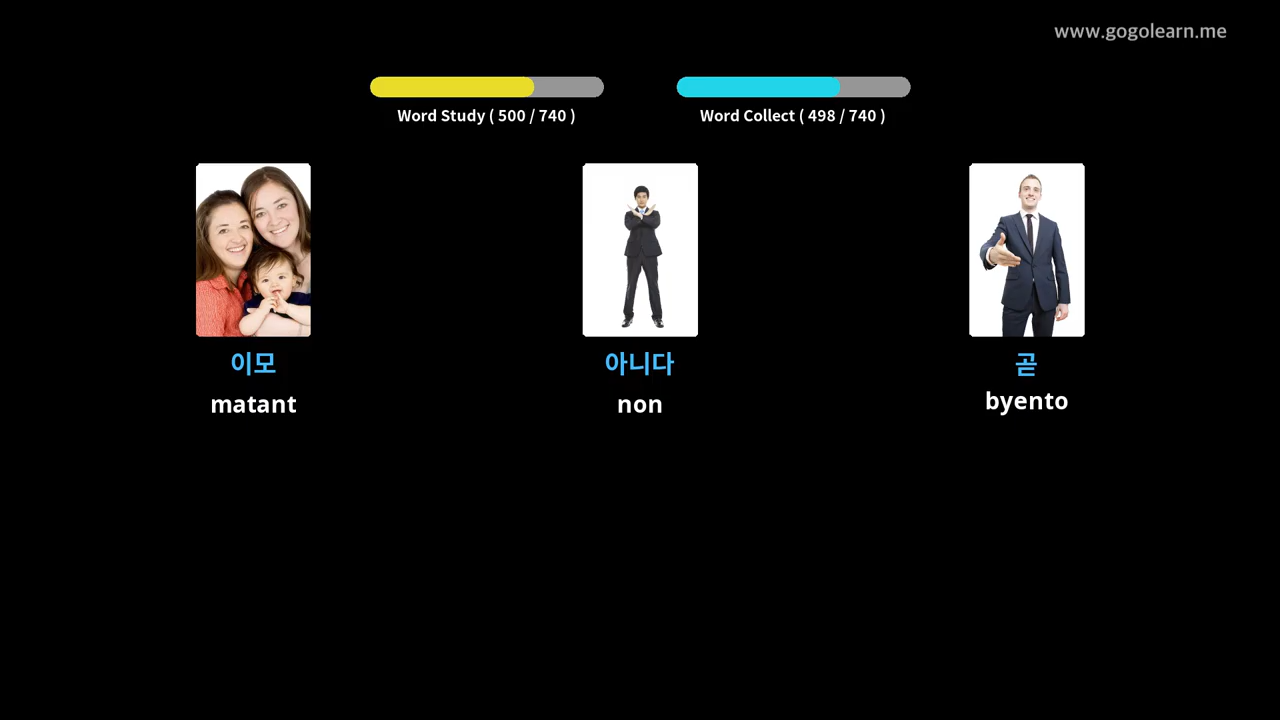 www.gogolearn.me
Word Study ( 500 / 740 )
Word Collect ( 498 / 740 )
이모
matant
아니다
non
곧
byento